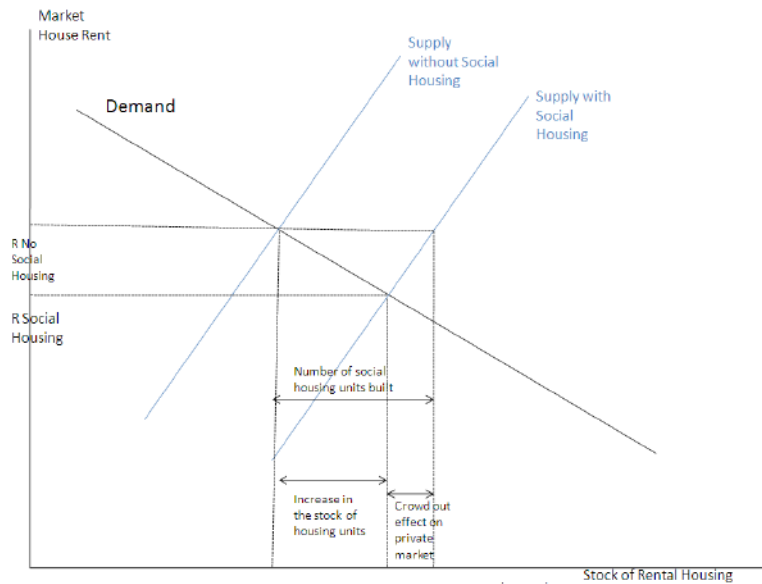 Market
House Rent
Supply
without Social
Housing
Demand
Supply with
Social
Housing
R No
Social
Housing
R Social
Housing
Number of social
housing units built
Increase in
the stock of
housing units
Crowd out
effect on
private
market
Stock of Rental Housing